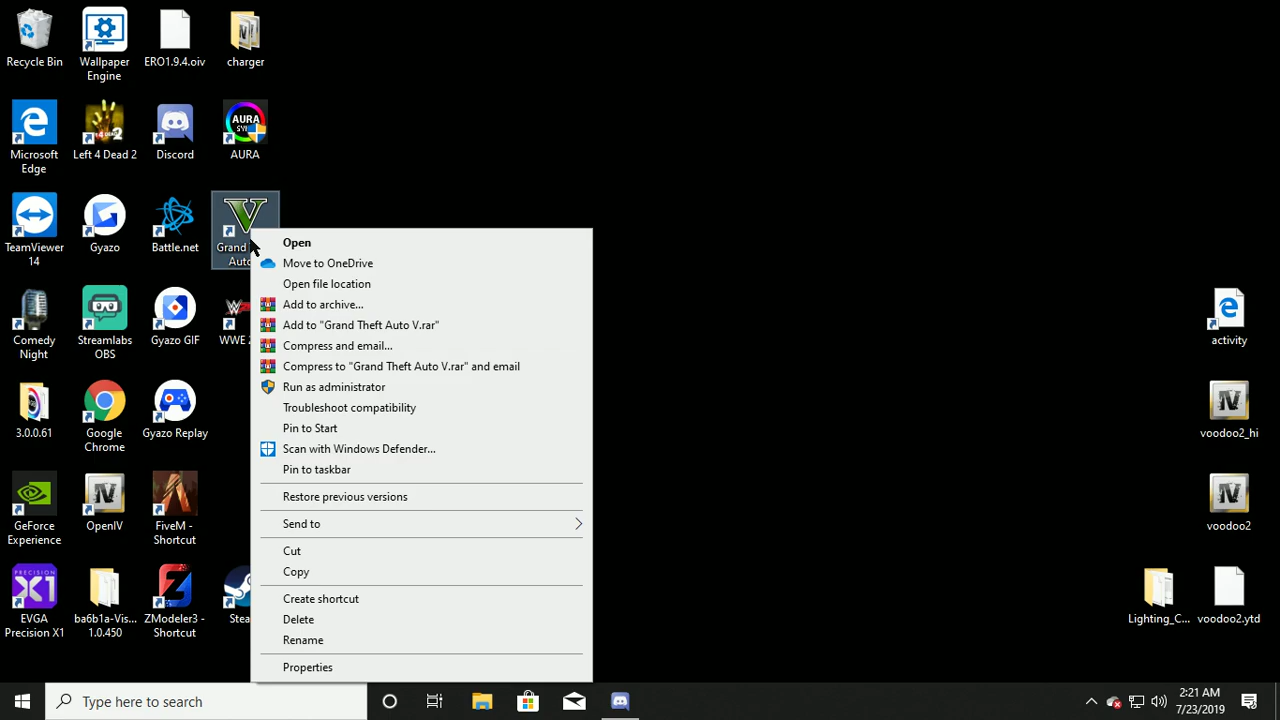 Recycle Bin
Wallpaper
Engine
ERO1.9.4.oiv
charger
Microsoft
Edge
Left 4 Dead 2
Discord
AURA
AURA
TeamViewer
14
Gyazo
Battle.net
Grand
Auto
Comedy
Night
Streamlabs
OBS
Gyazo GIF
WWE
3.0.0.61
Google
Chrome
Gyazo Replay
GeForce
Experience
OpenIV
FiveM -
Shortcut
EVGA
Precision X1
ba6b1a-Vis...
1.0.450
ZModeler3 -
Shortcut
Stea
Open
Move to OneDrive
Open file location
Add to archive...
Add to "Grand Theft Auto V.rar"
Compress and email...
Compress to "Grand Theft Auto V.rar" and email
Run as administrator
Troubleshoot compatibility
Pin to Start
Scan with Windows Defender...
Pin to taskbar
Restore previous versions
Send to
Cut
Copy
Create shortcut
Delete
Rename
Properties
activity
voodoo2_hi
voodoo2
Lighting_C...
voodoo2.ytd
Type here to search
2:21 AM
7/23/2019